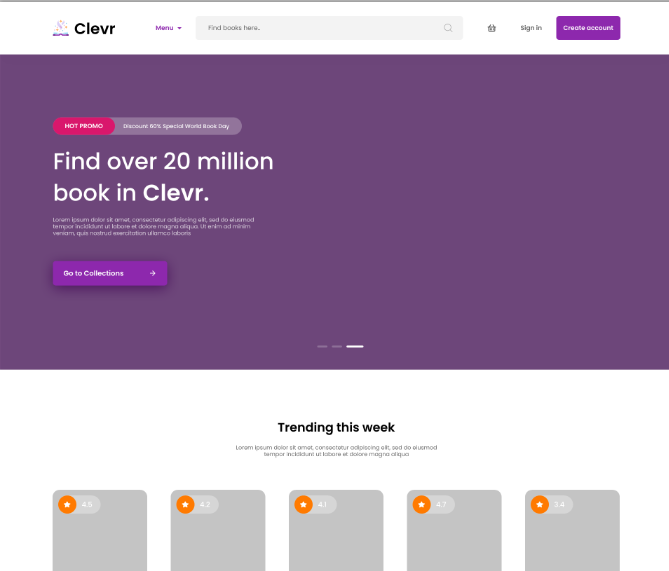 Clevr
Menu
Find books here..
Sign in
Create account
HOT PROMO
Discount 60% Special World Book Day
Find over 20 million
book in Clevr.
Lorem ipsum dolor sit amet, consectetur adipiscing elit, sed do eiusmod
tempor incididunt ut labore et dolore magna aliqua. Ut enim ad minim
veniam, quis nostrud exercitation ullamco laboris
Go to Collections
Trending this week
Lorem ipsum dolor sit amet, consectetur adipiscing elit, sed do eiusmod
tempor incididunt ut labore et dolore magna aliqua
4.5
4.2
4.1
4.7
3.4